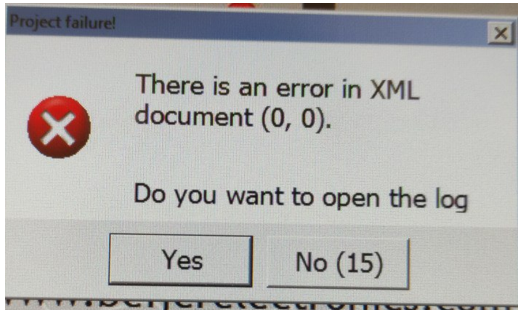 Project failure!
There is an error in XML
document (0, 0).
Do you want to open the log
Yes
No (15)